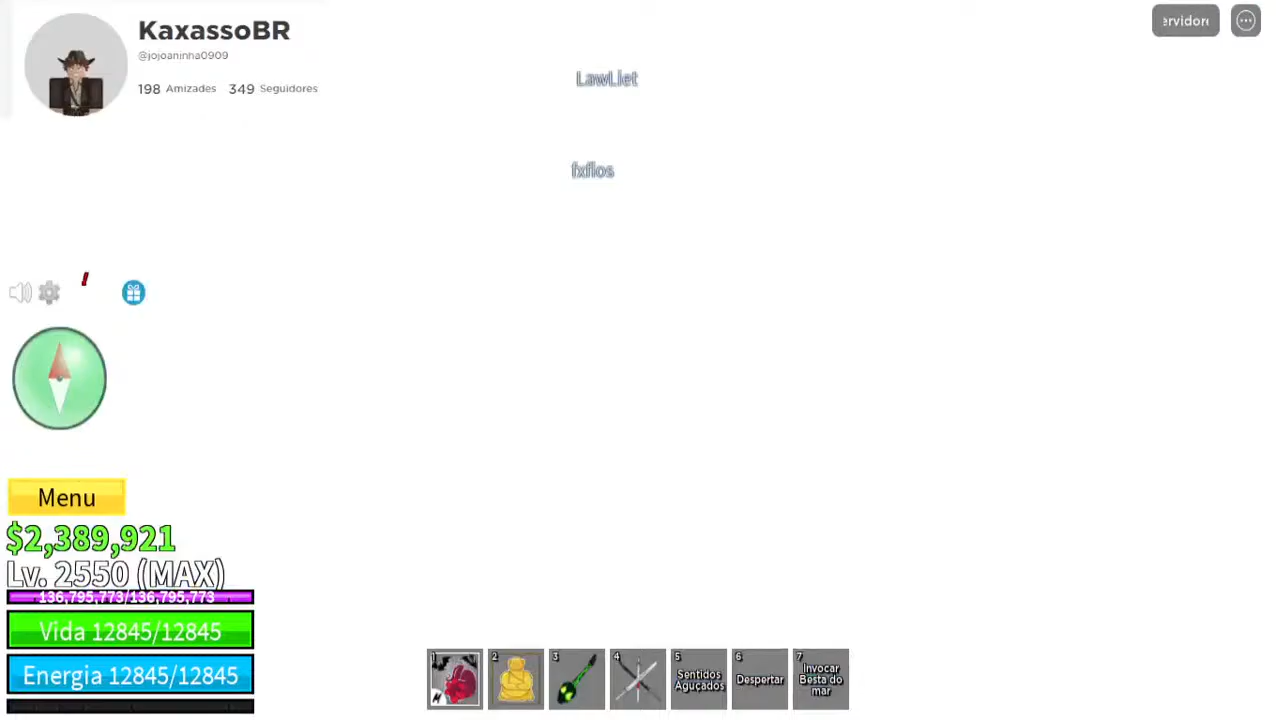 KaxassoBR
@jojoaninha0909
198 Amizades 349 Seguidores
ervidore
LawLlet
fxflos
!
Menu
$2,389,921
Lv. 2550 (MAX)
136,795,773/136,795,773
Vida 12845/12845
Energia 12845/12845
1
2
3
4
5
Sentidos
Aguçados
6
Despertar
7
Invocar
Besta do
mar